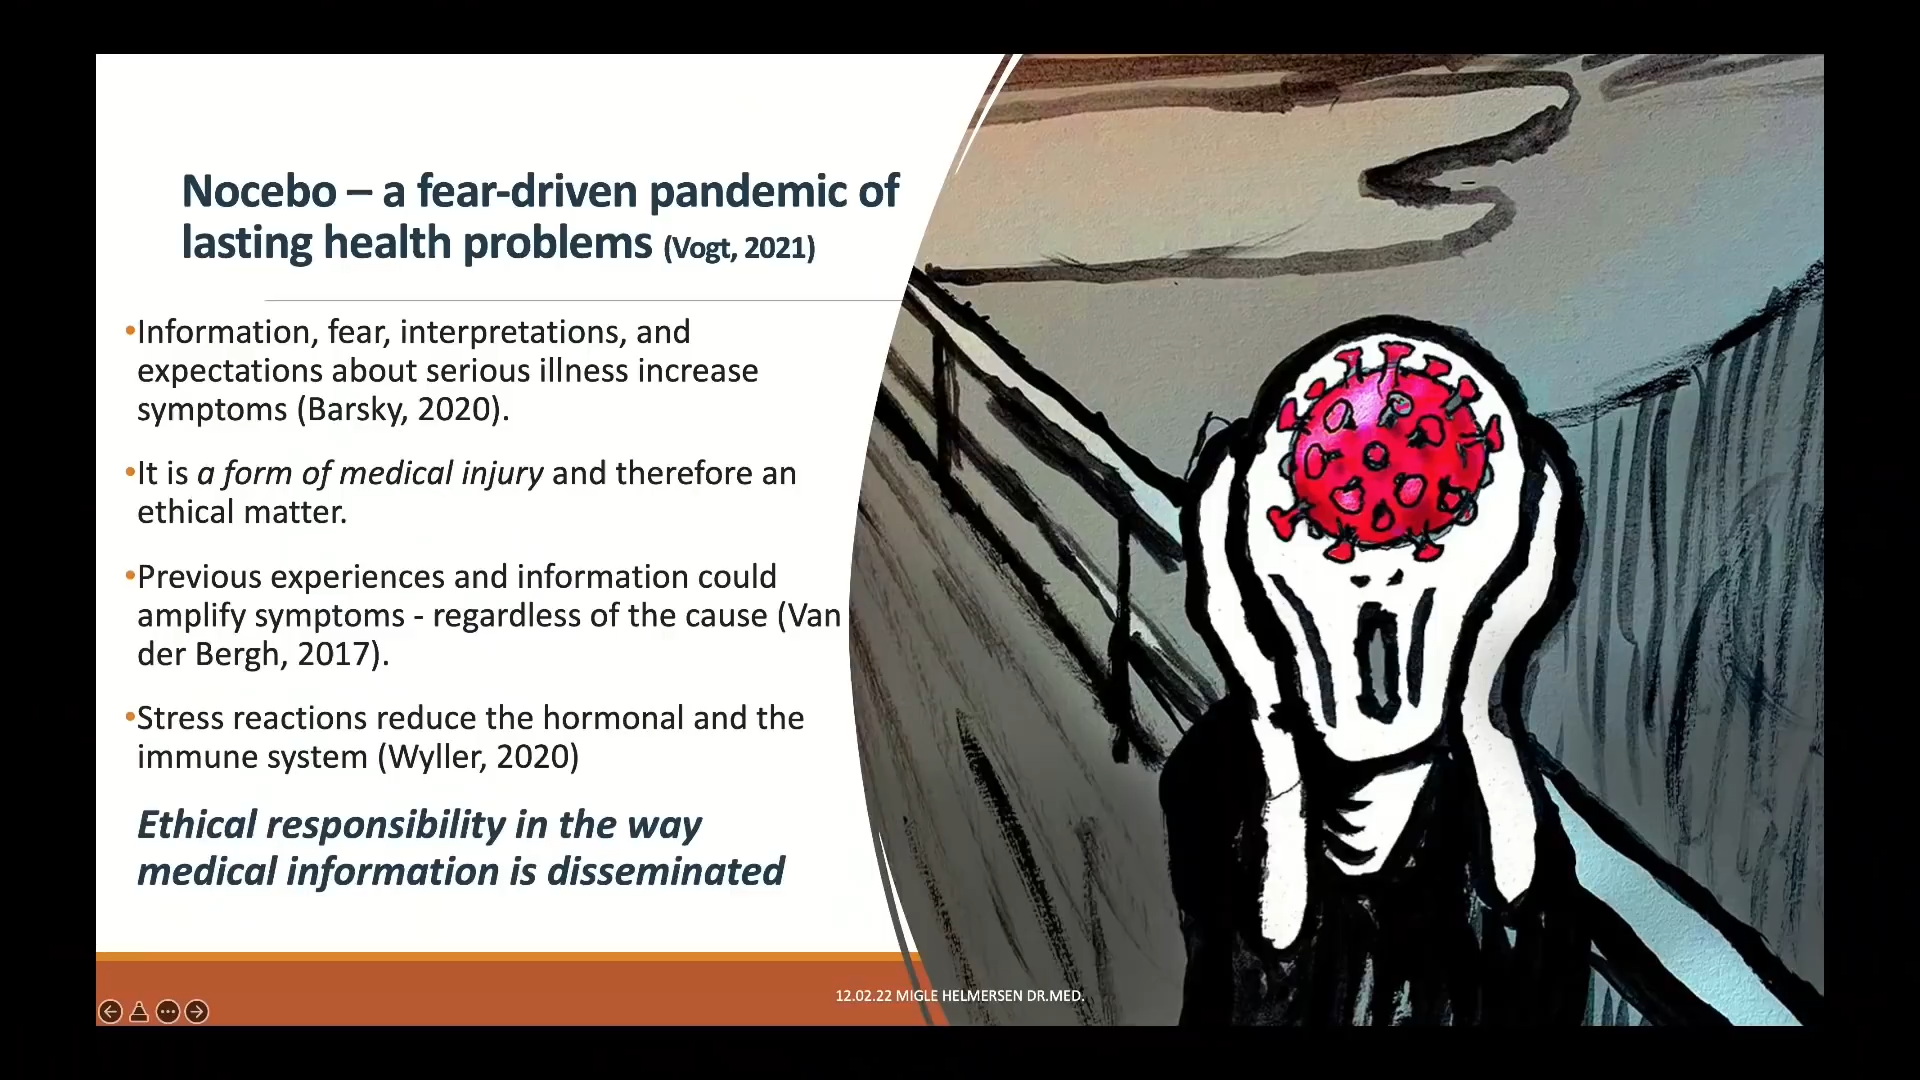 Nocebo – a fear-driven pandemic of
lasting health problems (Vogt, 2021)
•Information, fear, interpretations, and
expectations about serious illness increase
symptoms (Barsky, 2020).
•It is a form of medical injury and therefore an
ethical matter.
•Previous experiences and information could
amplify symptoms - regardless of the cause (Van
der Bergh, 2017).
•Stress reactions reduce the hormonal and the
immune system (Wyller, 2020)
Ethical responsibility in the way
medical information is disseminated
12.02.22 MIGLE HELMERSEN DR.MED.